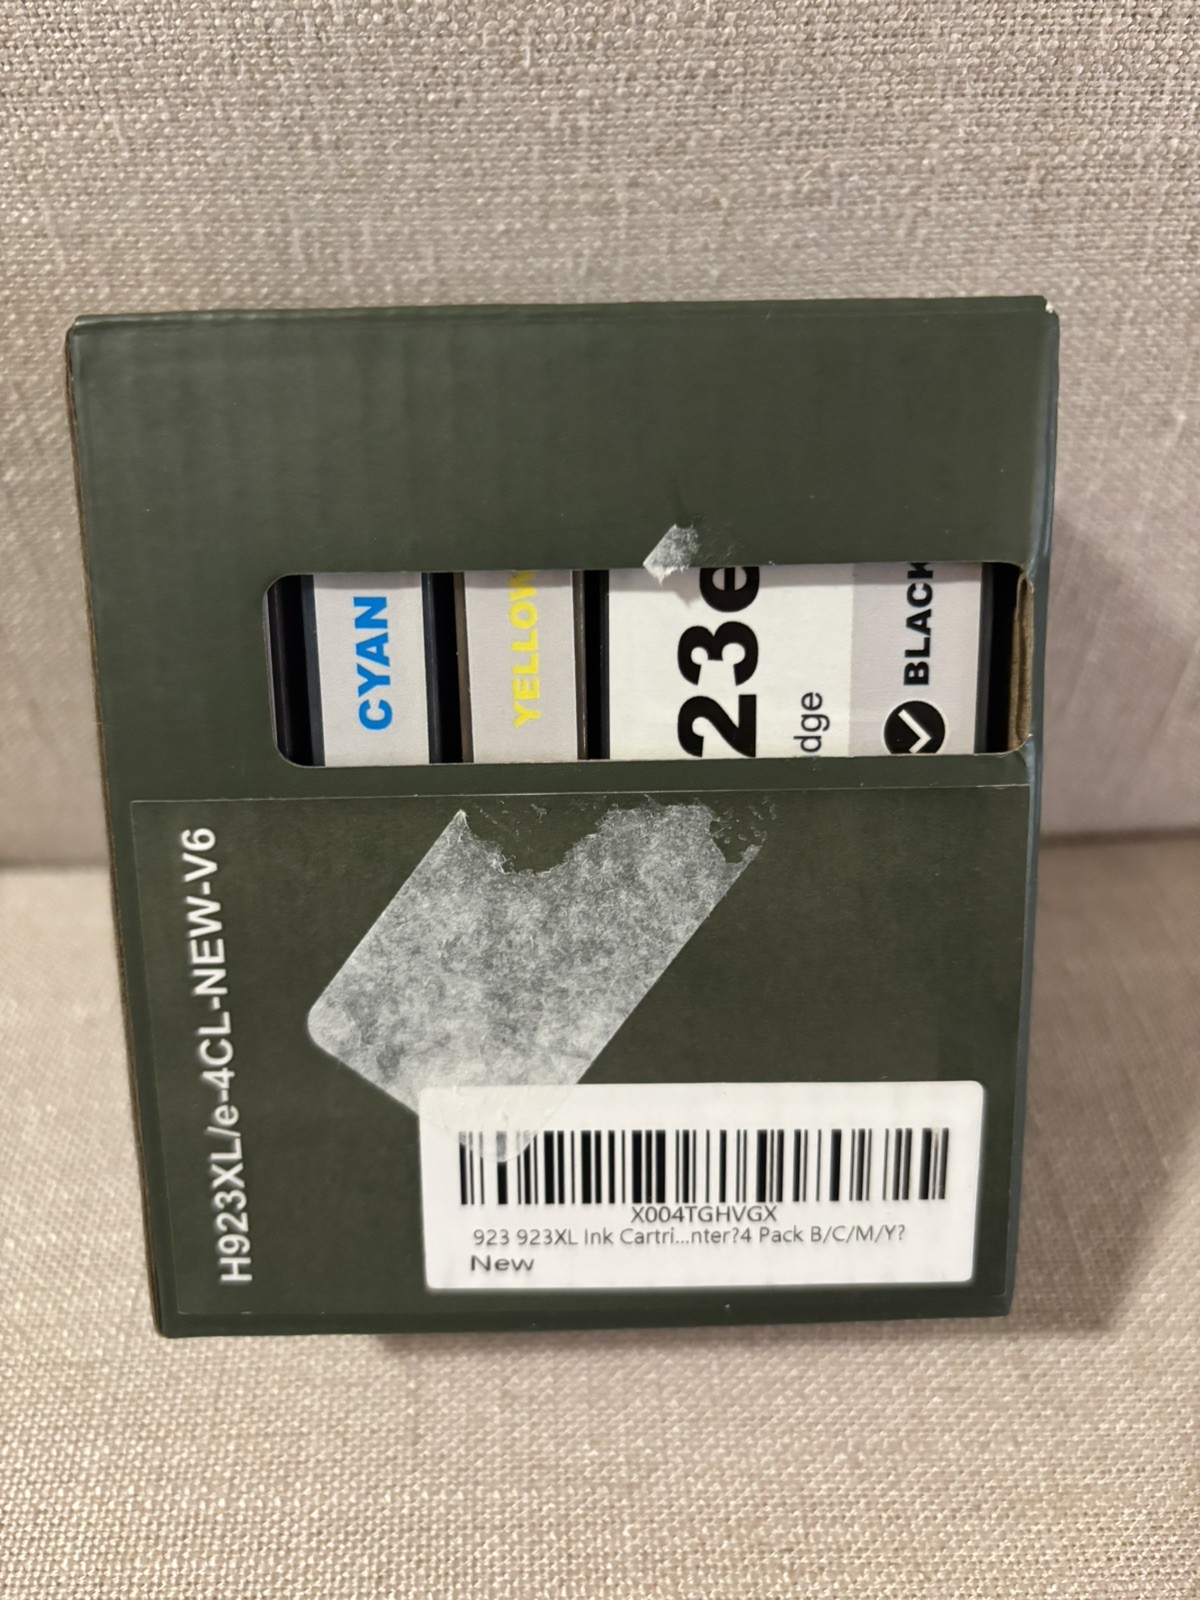 CYAN
YELLOW
23e
dge
BLACK
H923XL/e-4CL-NEW-V6
X004TGHVGX
923 923XL Ink Cartri...nter?4 Pack B/C/M/Y?
New